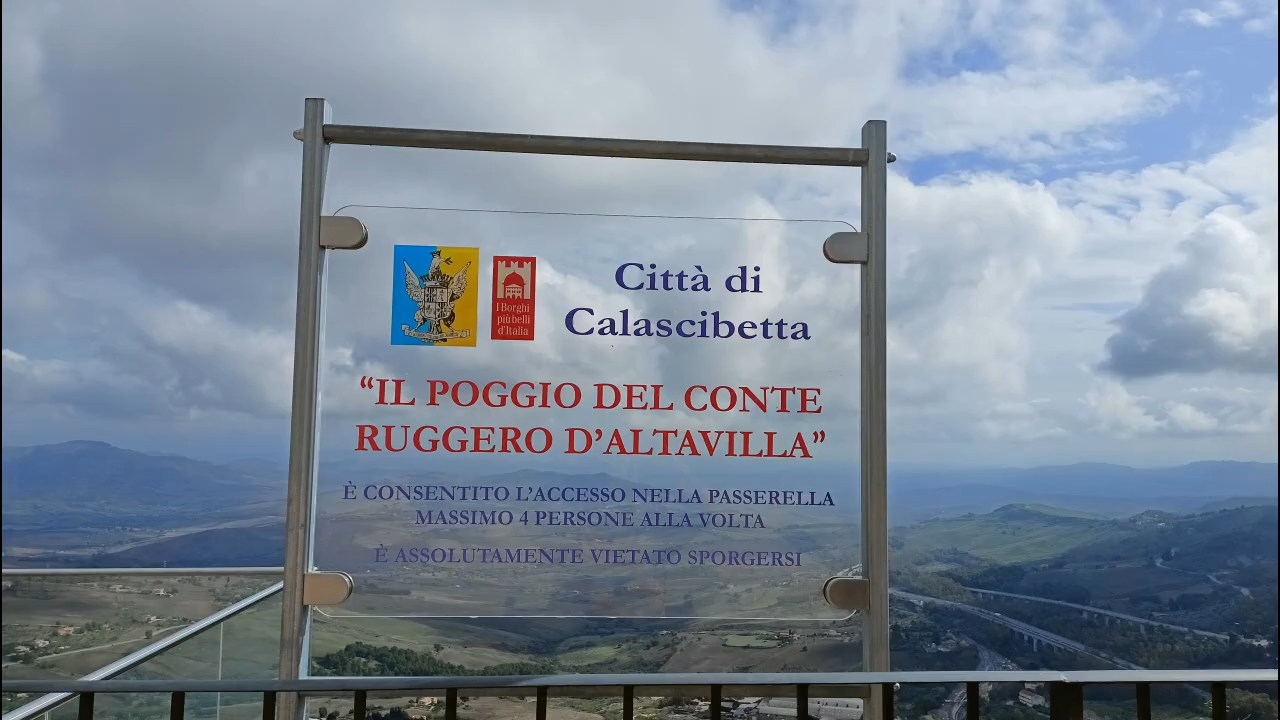 I Borghi
più belli
d'Italia
Città di
Calascibetta
“IL POGGIO DEL CONTE
RUGGERO D’ALTAVILLA”
È CONSENTITO L’ACCESSO NELLA PASSERELLA
MASSIMO 4 PERSONE ALLA VOLTA
È ASSOLUTAMENTE VIETATO SPORGERSI